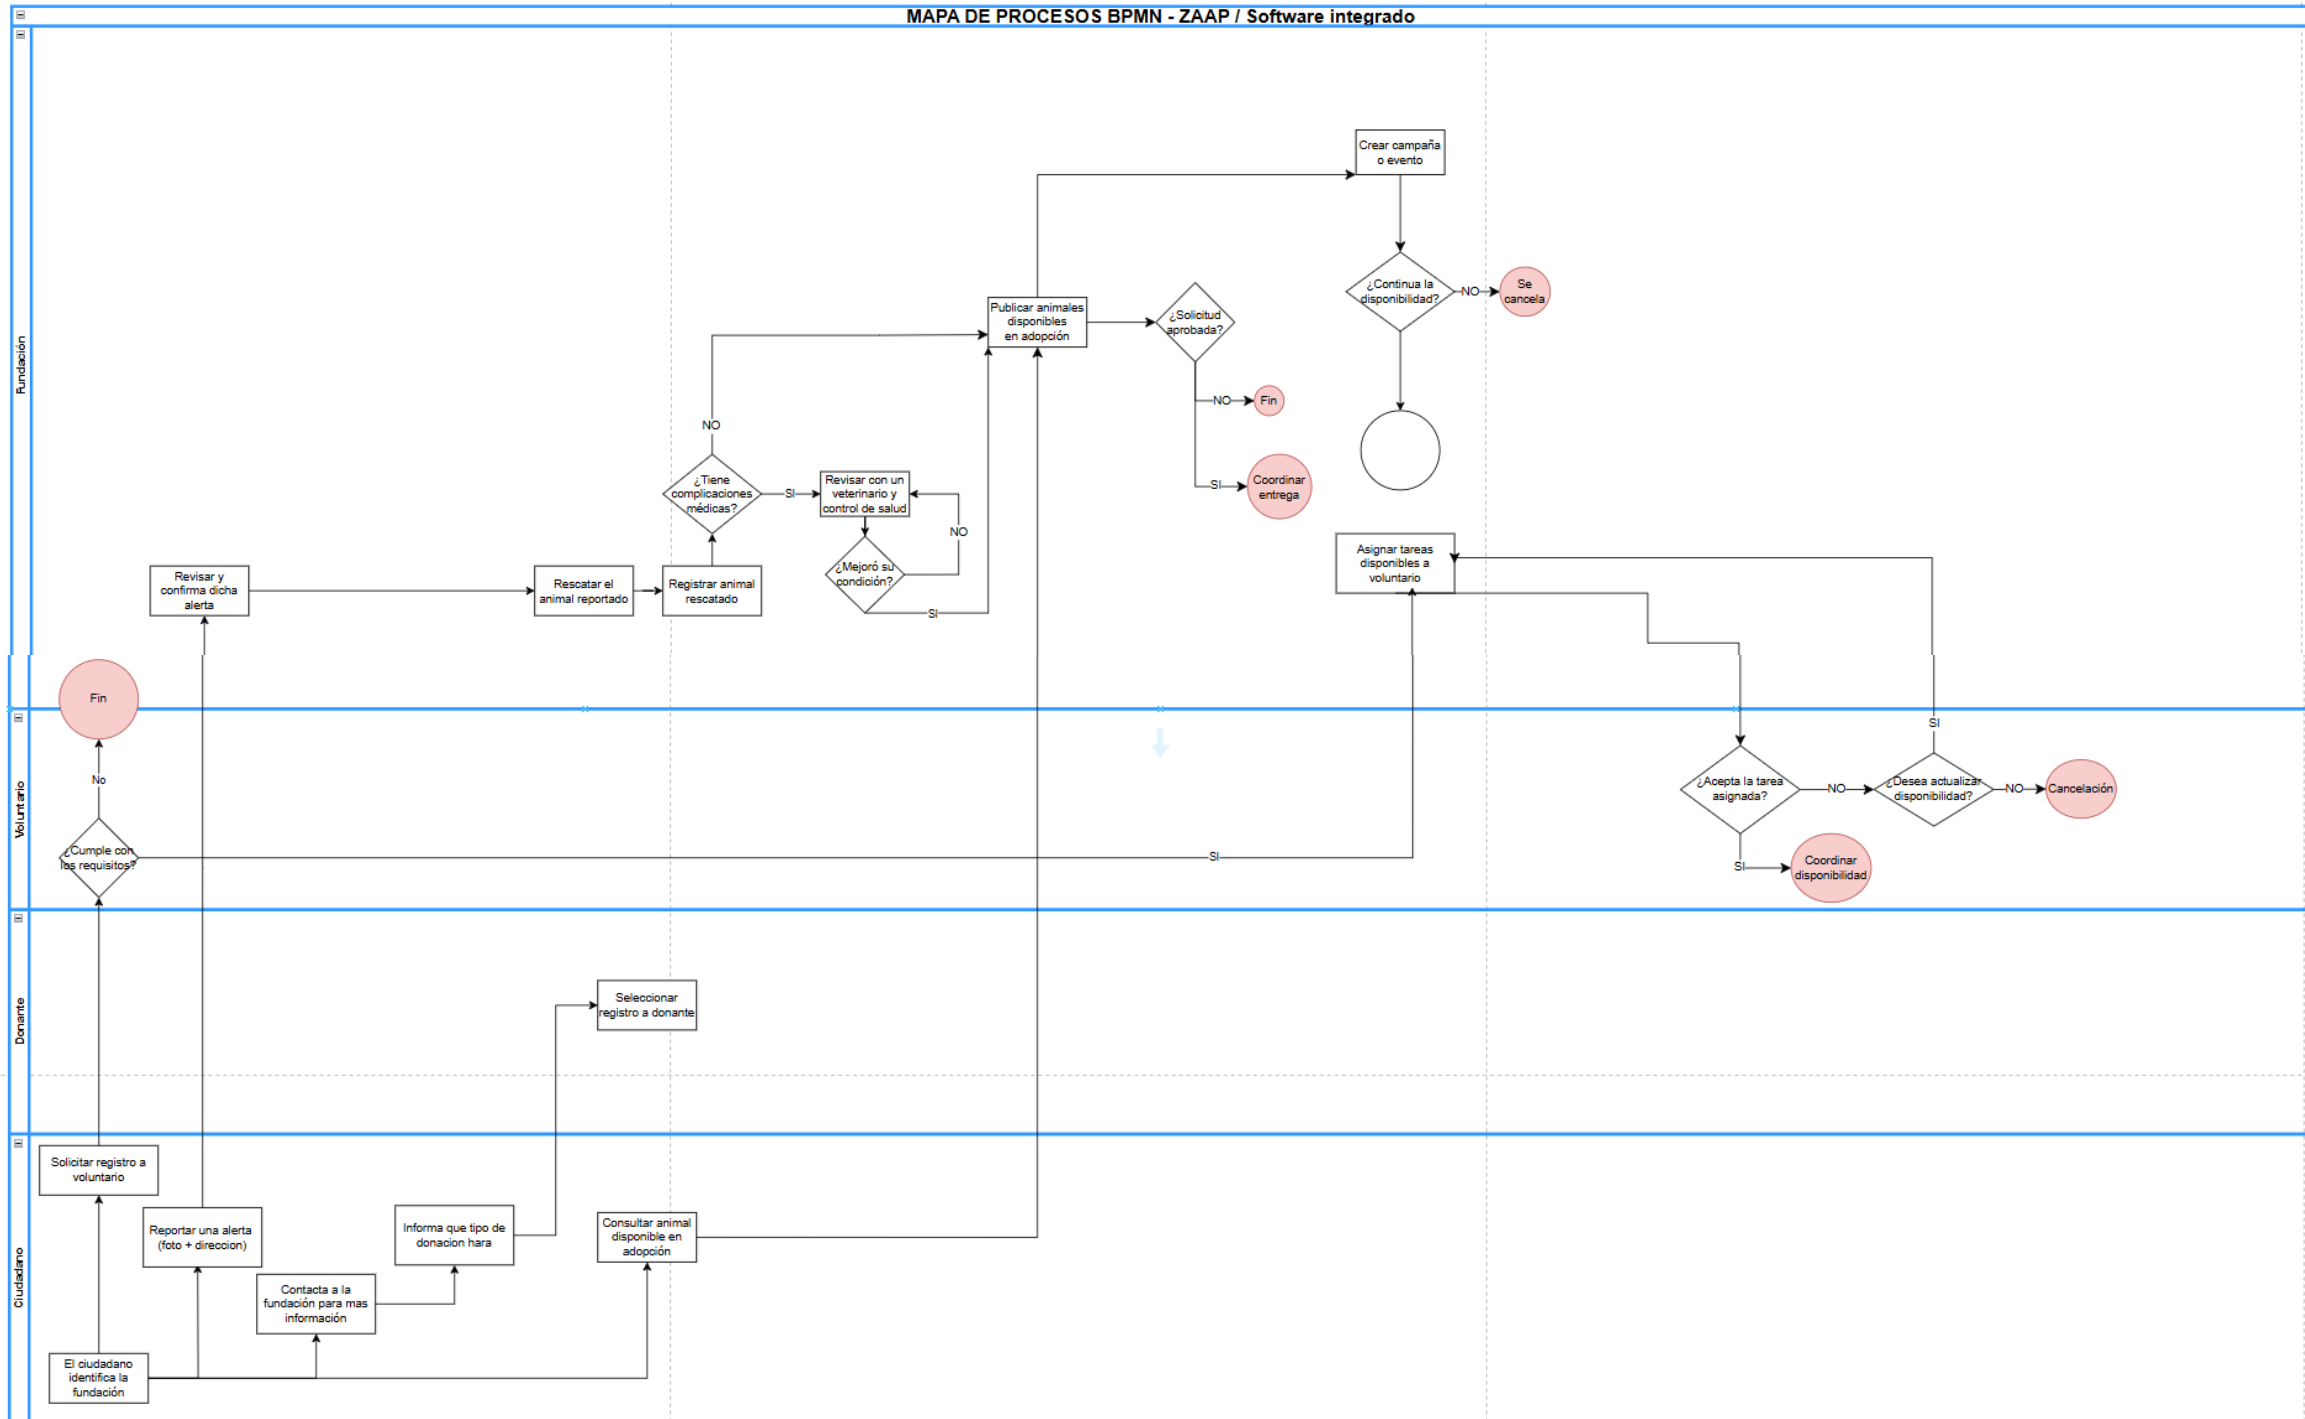 MAPA DE PROCESOS BPMN - ZAAP / Software integrado
Fundación
Crear campaña
o evento
¿Continua la
disponibilidad?
NO
Se
cancela
Publicar animales
disponibles
en adopción
¿Solicitud
aprobada?
NO
Fin
SI
Coordinar
entrega
NO
¿Tiene
complicaciones
médicas?
SI
Revisar con un
veterinario y
control de salud
NO
¿Mejoró su
condición?
SI
Revisar y
confirma dicha
alerta
Rescatar el
animal reportado
Registrar animal
rescatado
Asignar tareas
disponibles a
voluntario
Fin
Voluntario
No
¿Cumple con
los requisitos?
SI
SI
¿Acepta la tarea
asignada?
NO
¿Desea actualizar
disponibilidad?
NO
Cancelación
SI
Coordinar
disponibilidad
Donante
Seleccionar
registro a donante
Ciudadano
Solicitar registro a
voluntario
Reportar una alerta
(foto + direccion)
Informa que tipo de
donacion hara
Consultar animal
disponible en
adopción
Contacta a la
fundación para mas
información
El ciudadano
identifica la
fundación